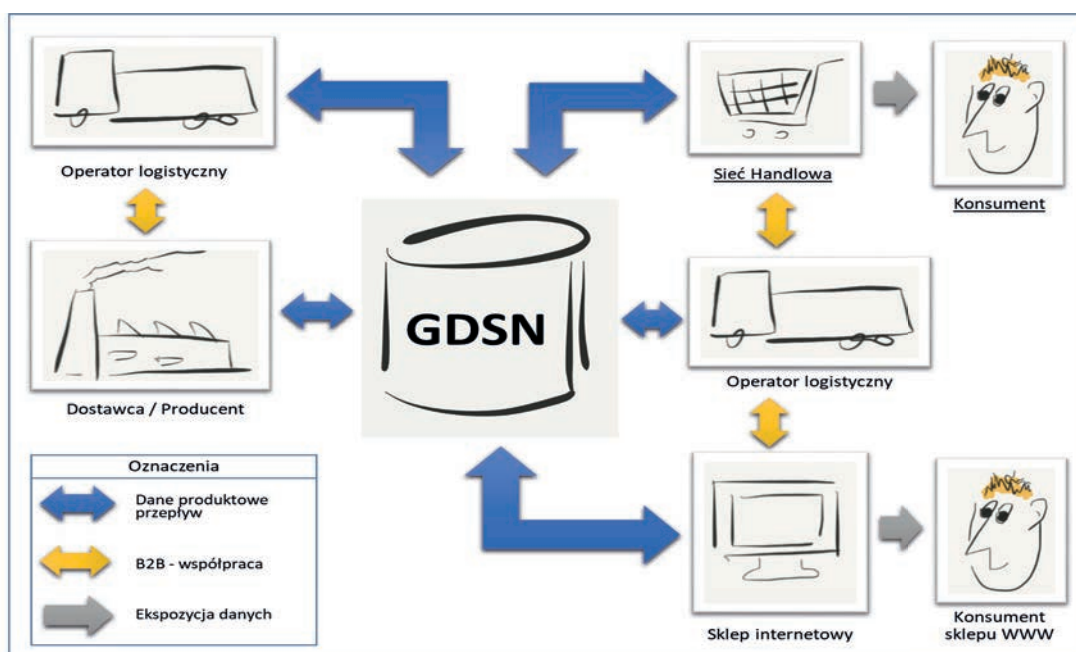 Operator logistyczny
Sieć Handlowa
Konsument
GDSN
Dostawca / Producent
Operator logistyczny
Oznaczenia
Dane produktowe
przepływ
B2B - współpraca
Ekspozycja danych
Sklep internetowy
Konsument
sklepu WWW